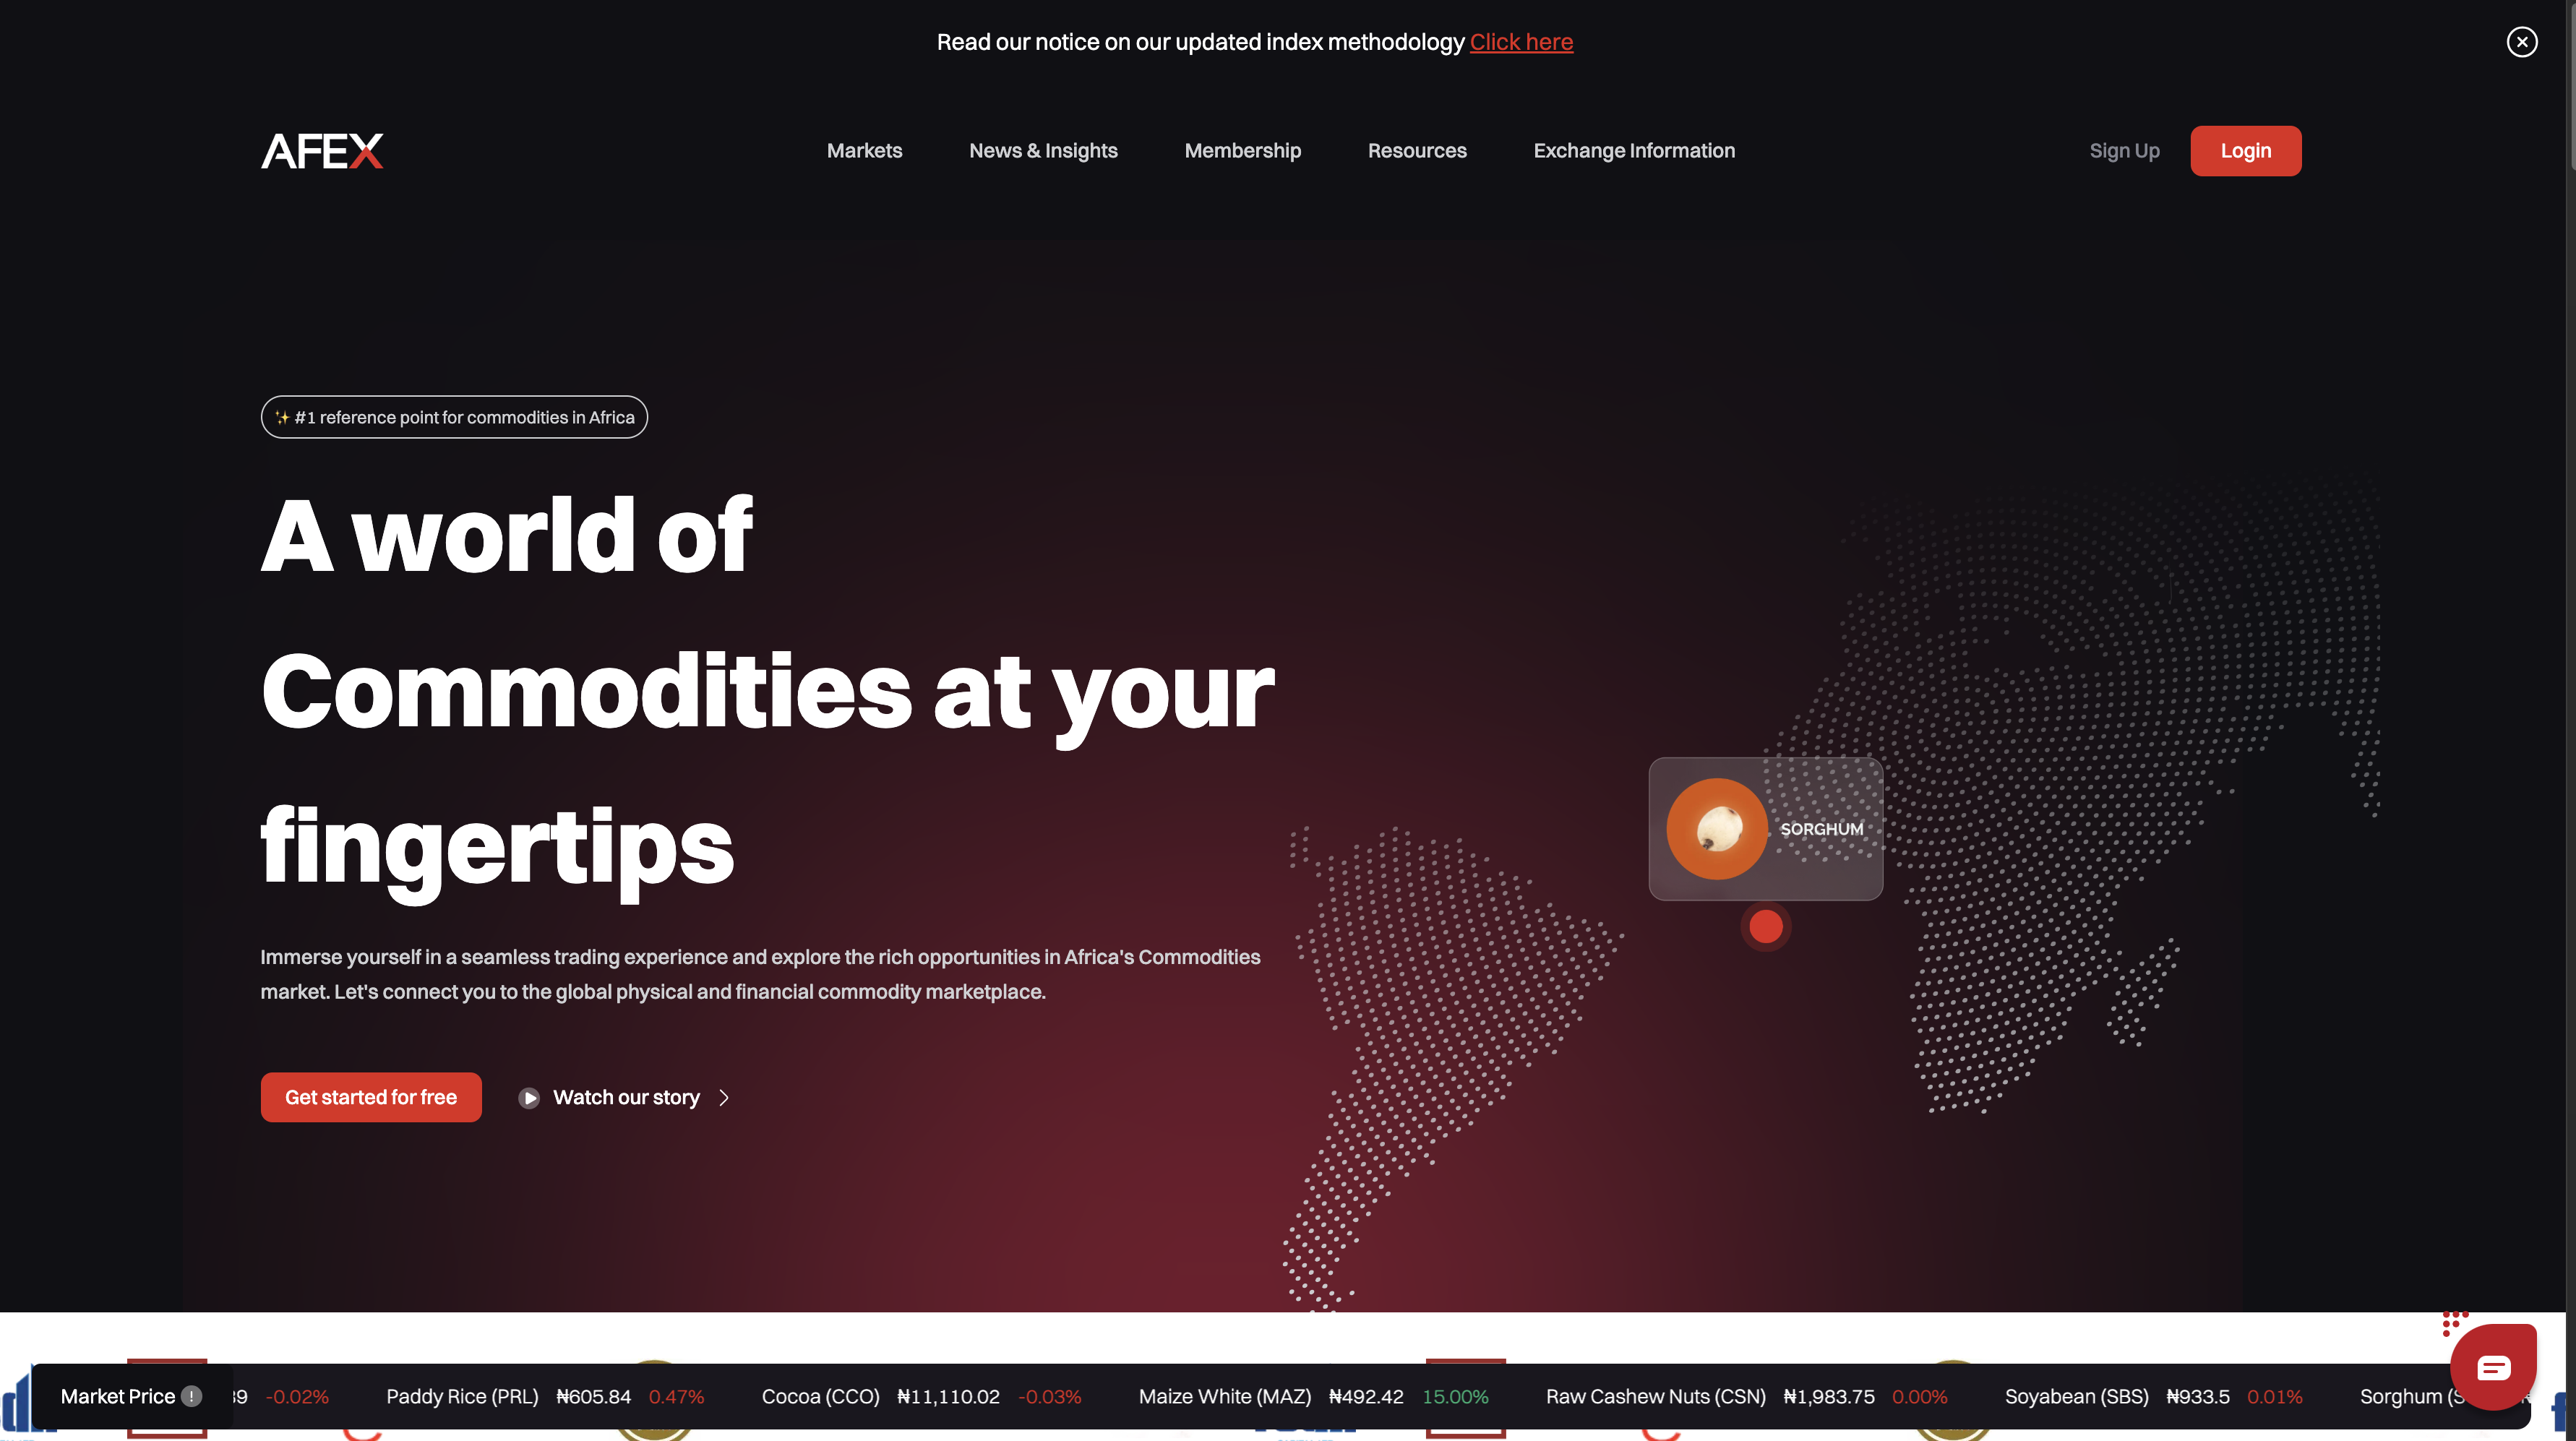 Read our notice on our updated index methodology Click here
AFEX
Markets
News & Insights
Membership
Resources
Exchange Information
Sign Up
Login
✨ #1 reference point for commodities in Africa
A world of
Commodities at your
fingertips
SORGHUM
Immerse yourself in a seamless trading experience and explore the rich opportunities in Africa's Commodities
market. Let's connect you to the global physical and financial commodity marketplace.
Get started for free
Watch our story
Market Price ! 39 -0.02% Paddy Rice (PRL) ₦605.84 0.47% Cocoa (CCO) ₦11,110.02 -0.03% Maize White (MAZ) ₦492.42 15.00% Raw Cashew Nuts (CSN) ₦1,983.75 0.00% Soyabean (SBS) ₦933.5 0.01% Sorghum (S